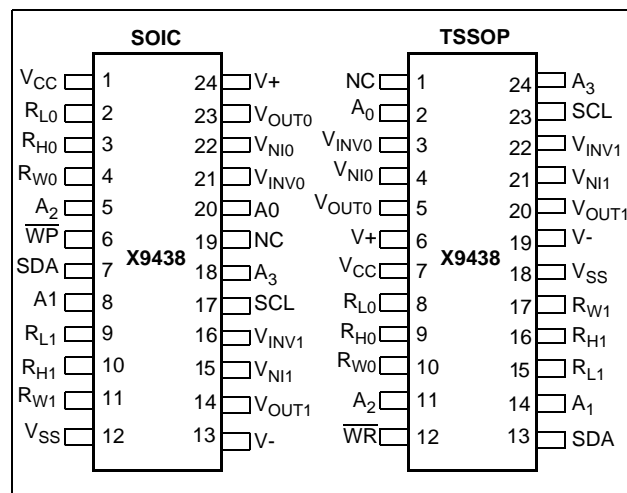 SOIC
VCC 1 24 V+
RL0 2 23 VOUT0
RH0 3 22 VNI0
RW0 4 21 VINV0
A2 5 20 A0
WP 6 19 NC
X9438
SDA 7 18 A3
A1 8 17 SCL
RL1 9 16 VINV1
RH1 10 15 VNI1
RW1 11 14 VOUT1
VSS 12 13 V-
TSSOP
NC 1 24 A3
A0 2 23 SCL
VINV0 3 22 VINV1
VNI0 4 21 VNI1
VOUT0 5 20 VOUT1
V+ 6 19 V-
X9438
VCC 7 18 VSS
RL0 8 17 RW1
RH0 9 16 RH1
RW0 10 15 RL1
A2 11 14 A1
WR 12 13 SDA